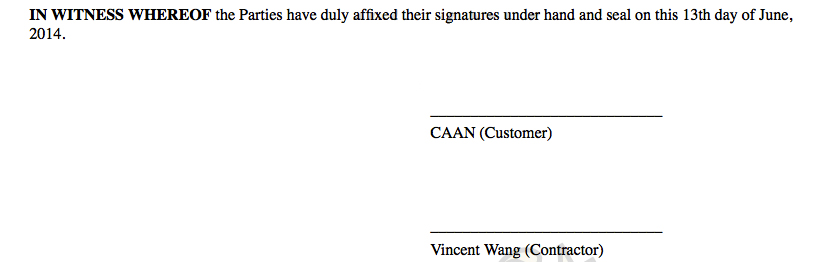 IN WITNESS WHEREOF the Parties have duly affixed their signatures under hand and seal on this 13th day of June,
2014.
CAAN (Customer)
Vincent Wang (Contractor)